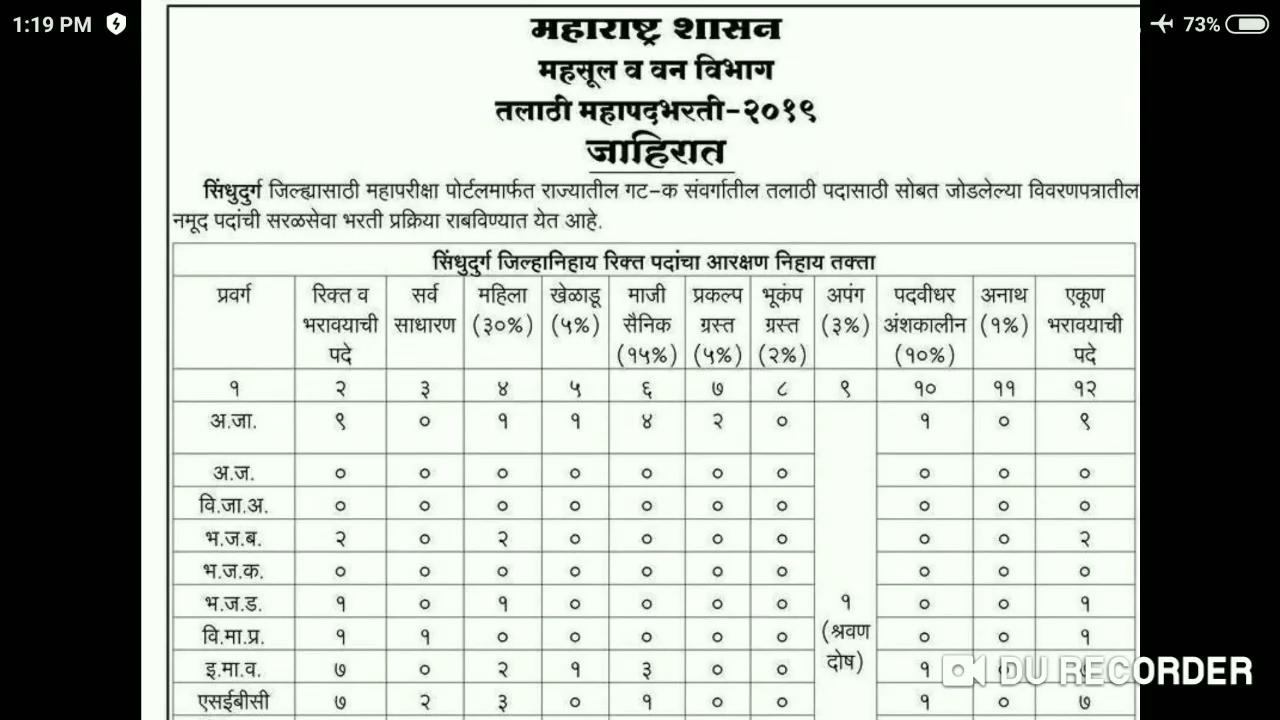 1:19 PM
73%
महाराष्ट्र शासन
महसूल व वन विभाग
तलाठी महापदभरती-२०१९
जाहिरात
सिंधुदुर्ग जिल्ह्यासाठी महापरीक्षा पोर्टलमार्फत राज्यातील गट-क संवर्गातील तलाठी पदासाठी सोबत जोडलेल्या विवरणपत्रातील
नमूद पदांची सरळसेवा भरती प्रक्रिया राबविण्यात येत आहे.
सिंधुदुर्ग जिल्हानिहाय रिक्त पदांचा आरक्षण निहाय तक्ता
प्रवर्ग रिक्त व सर्व महिला खेळाडू माजी प्रकल्प भूकंप अपंग पदवीधर अनाथ एकूण
भरावयाची साधारण (३०%) (५%) सैनिक ग्रस्त ग्रस्त (३%) अंशकालीन (१%) भरावयाची
पदे (१५%) (५%) (२%) (१०%) पदे
१ २ ३ ४ ५ ६ ७ ८ ९ १० ११ १२
अ.जा. ९ ० १ १ ४ २ ० १ ० ९
अ.ज. ० ० ० ० ० ० ० ० ० ०
वि.जा.अ. ० ० ० ० ० ० ० ० ० ०
भ.ज.ब. २ ० २ ० ० ० ० ० ० २
भ.ज.क. ० ० ० ० ० ० ० ० ० ०
भ.ज.ड. १ ० १ ० ० ० ० १ ० ० १
वि.मा.प्र. १ १ ० ० ० ० ० (श्रवण ० ० १
इ.मा.व. ७ ० २ १ ३ ० ० दोष) १ ० ७
एसईबीसी ७ २ ३ ० १ ० ० १ ० ७
DU RECORDER